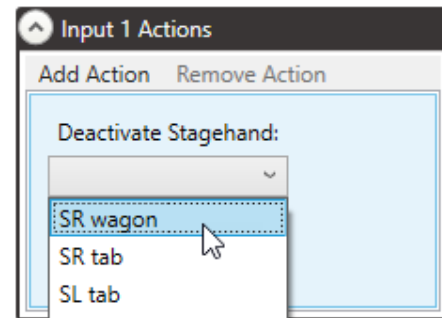 Input 1 Actions
Add Action Remove Action
Deactivate Stagehand:
SR wagon
SR tab
SL tab